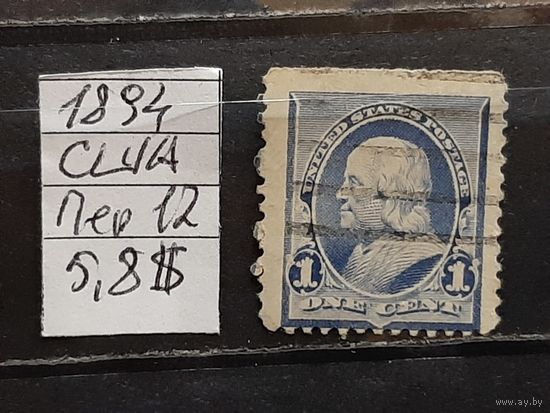 1894
США
Пер 12
5,8$
UNITED STATES POSTAGE
1 1
ONE CENT
www.ay.by